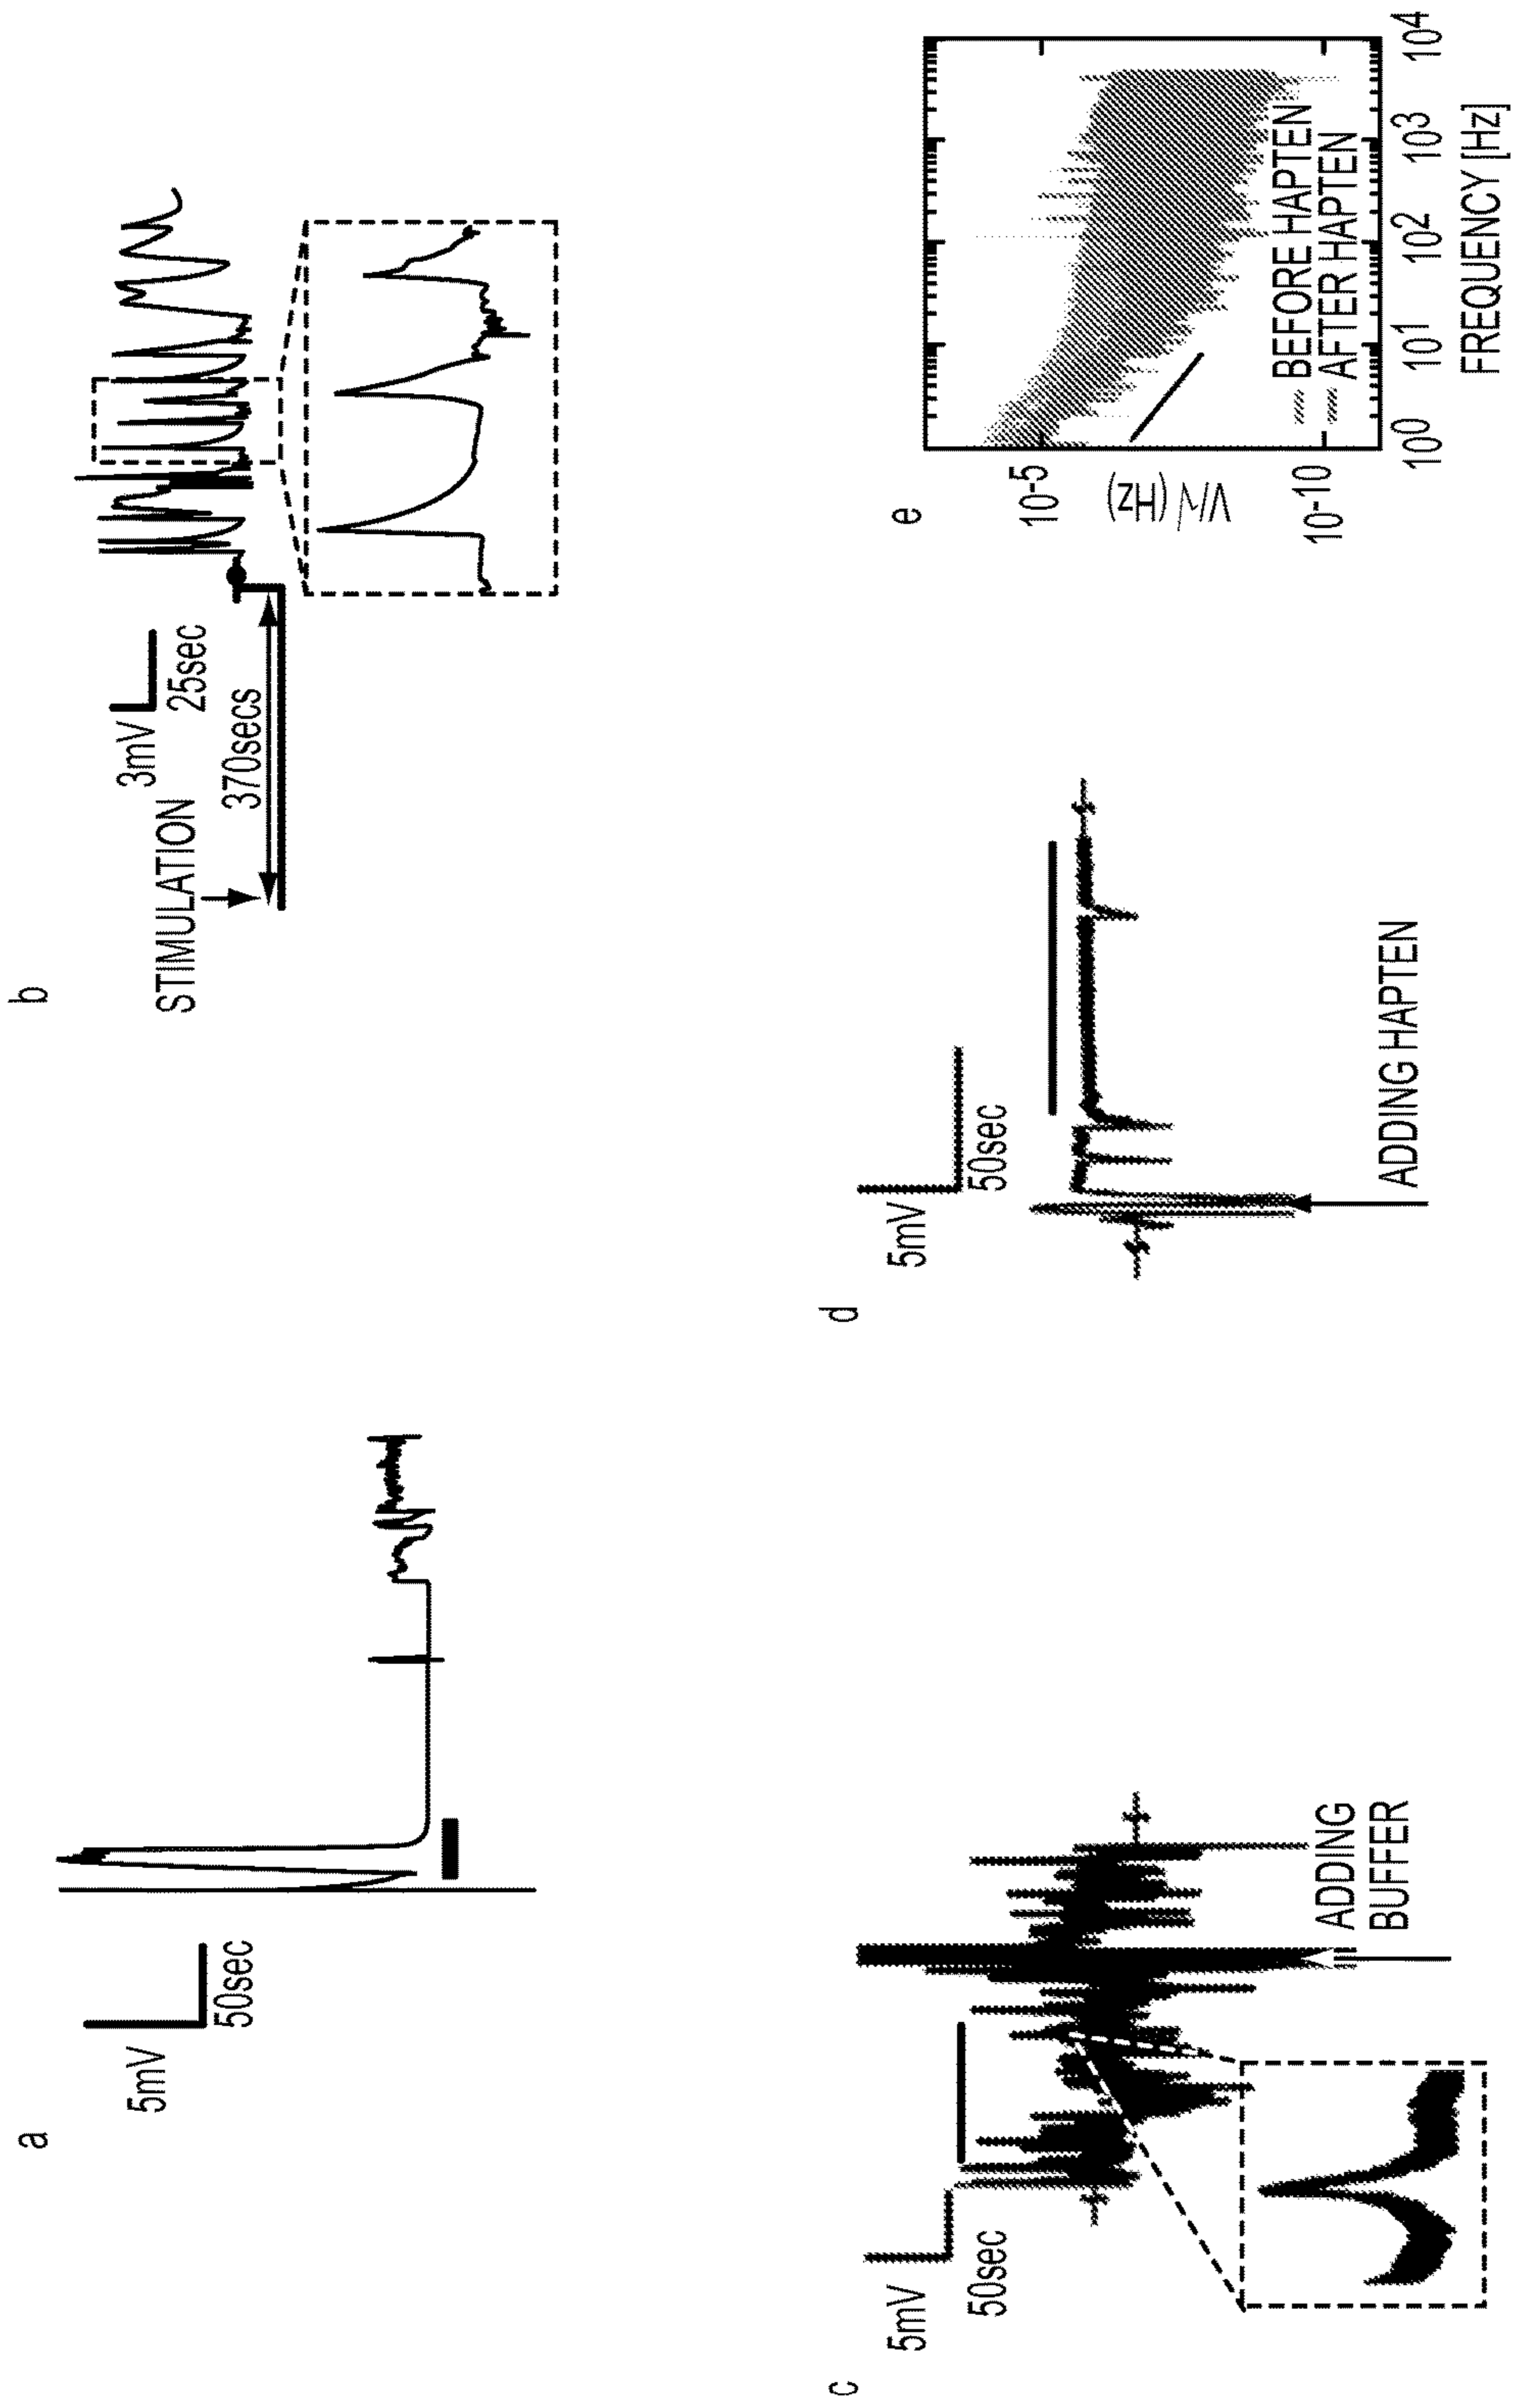 a
5mV
50sec
b
STIMULATION
3mV
25sec
370secs
c
5mV
50sec
ADDING
BUFFER
d
5mV
50sec
ADDING HAPTEN
e
V/√(Hz)
10-5
10-10
BEFORE HAPTEN
AFTER HAPTEN
100 101 102 103 104
FREQUENCY [Hz]